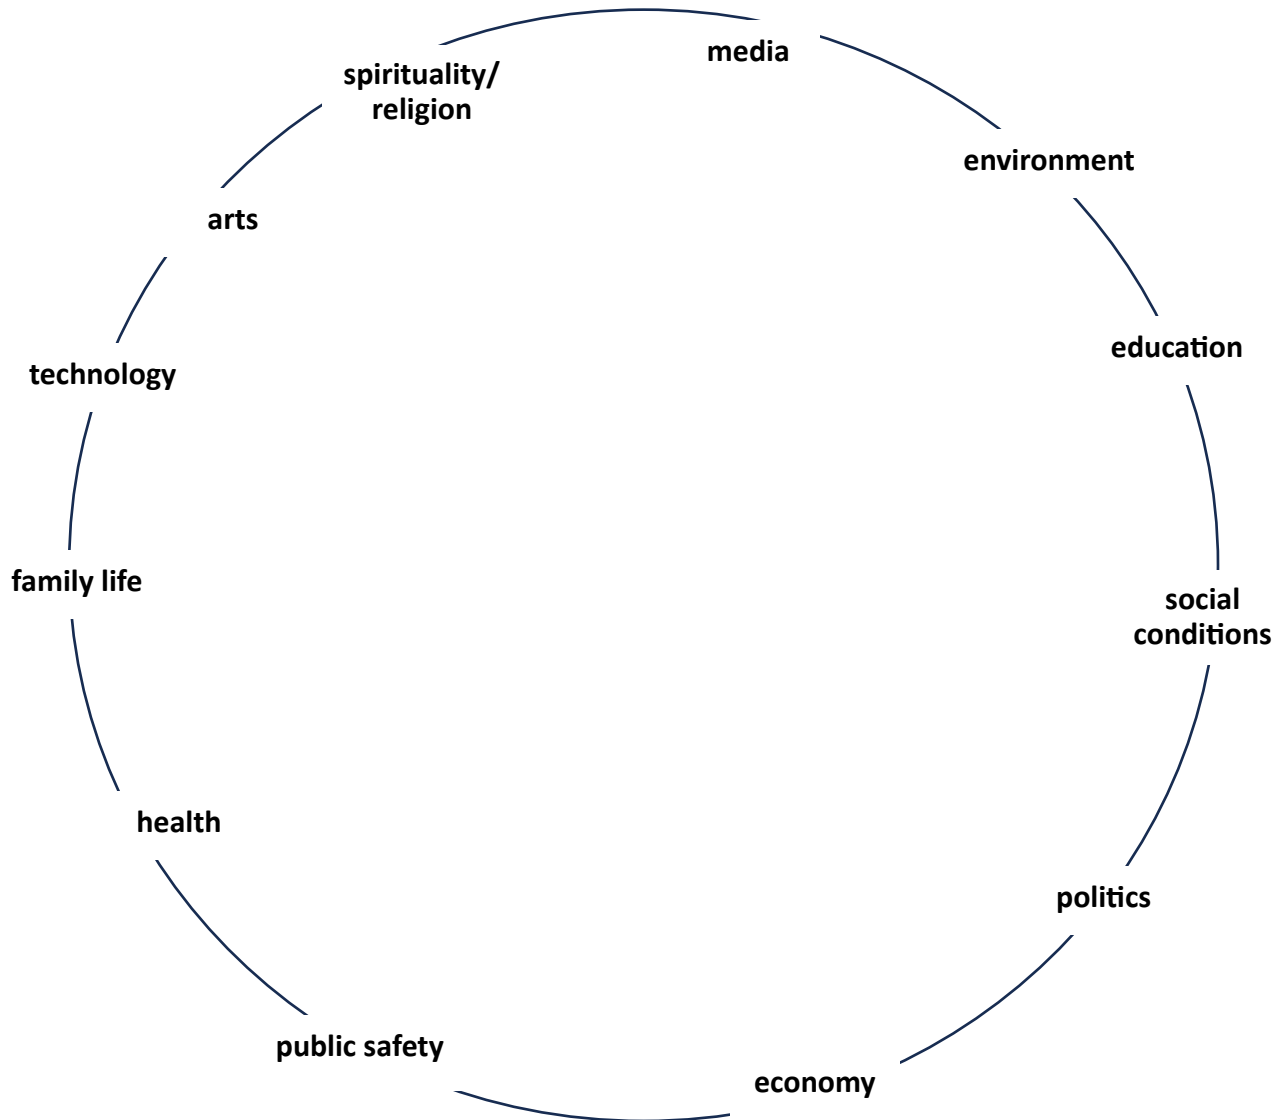 media
spirituality/
religion
environment
arts
education
technology
family life
social
conditions
health
politics
public safety
economy